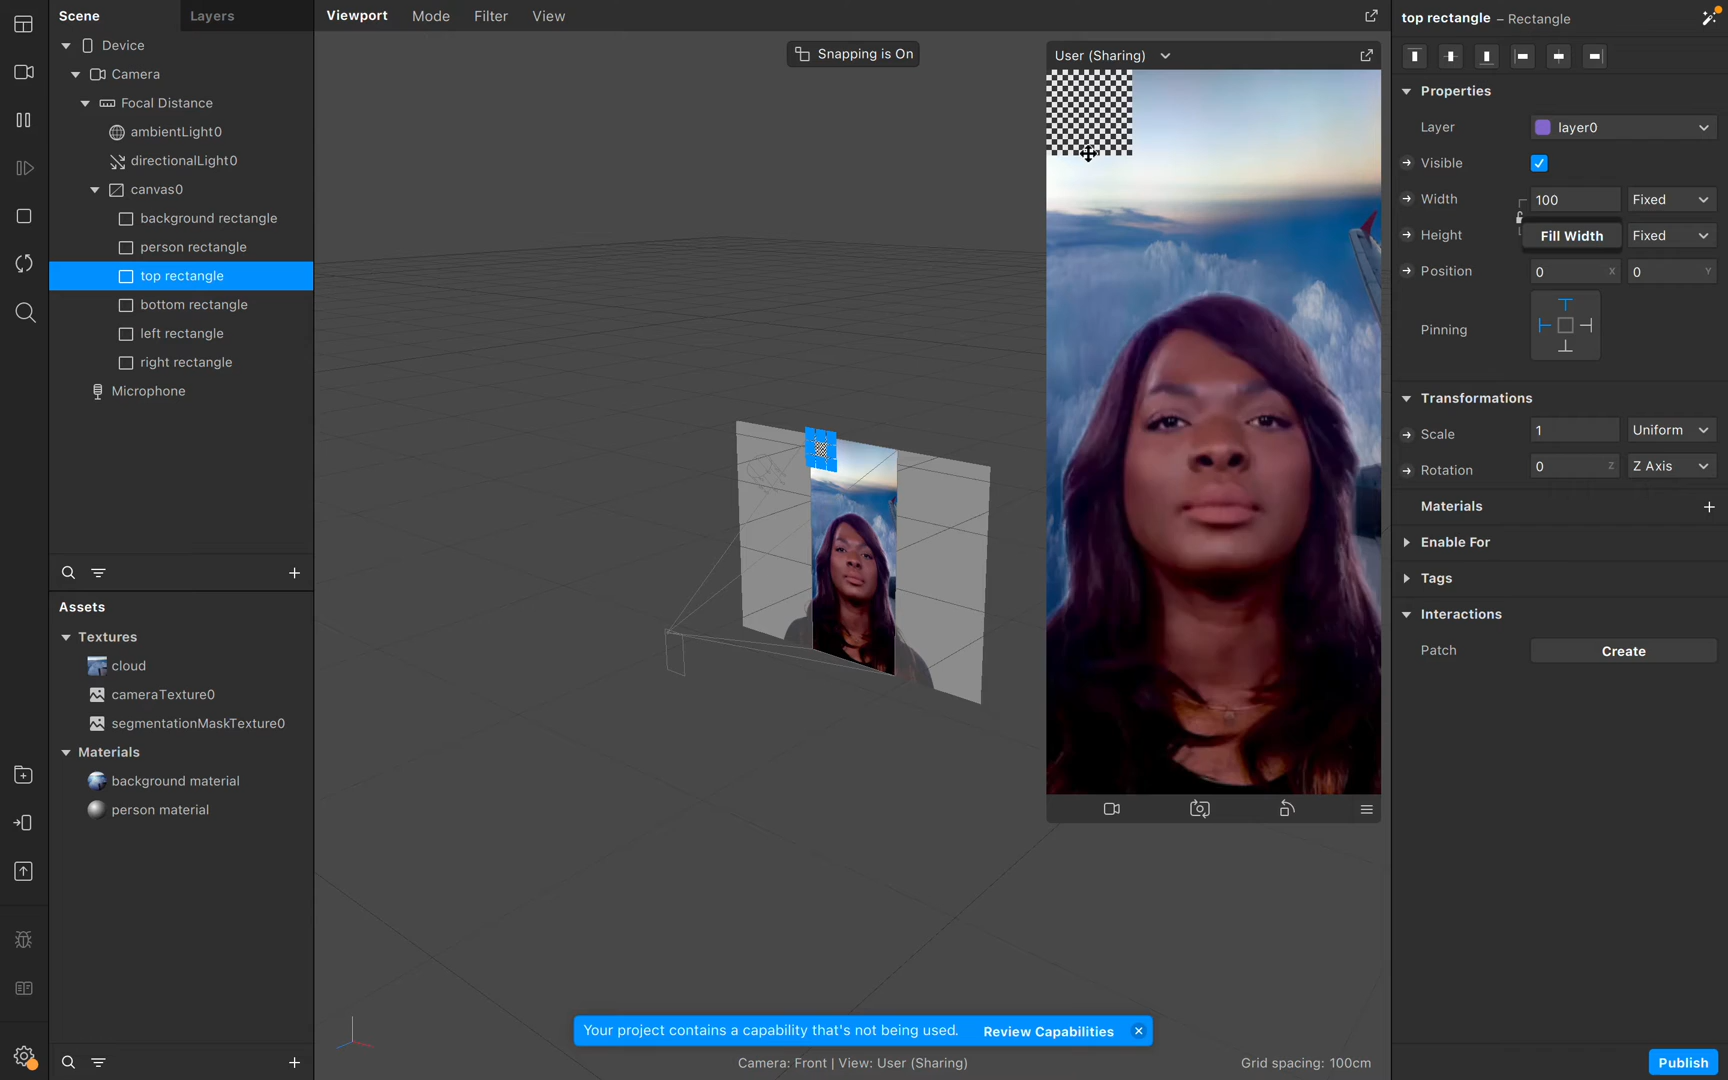 Scene
Layers
Device
Camera
Focal Distance
ambientLight0
directionalLight0
canvas0
background rectangle
person rectangle
top rectangle
bottom rectangle
left rectangle
right rectangle
Microphone
Assets
Textures
cloud
cameraTexture0
segmentationMaskTexture0
Materials
background material
person material
Viewport Mode Filter View
Snapping is On
User (Sharing)
Your project contains a capability that's not being used. Review Capabilities
Camera: Front | View: User (Sharing)
Grid spacing: 100cm
top rectangle – Rectangle
Properties
Layer layer0
Visible
Width 100 Fixed
Height Fill Width Fixed
Position 0 X 0 Y
Pinning
Transformations
Scale 1 Uniform
Rotation 0 Z Z Axis
Materials
Enable For
Tags
Interactions
Patch Create
Publish